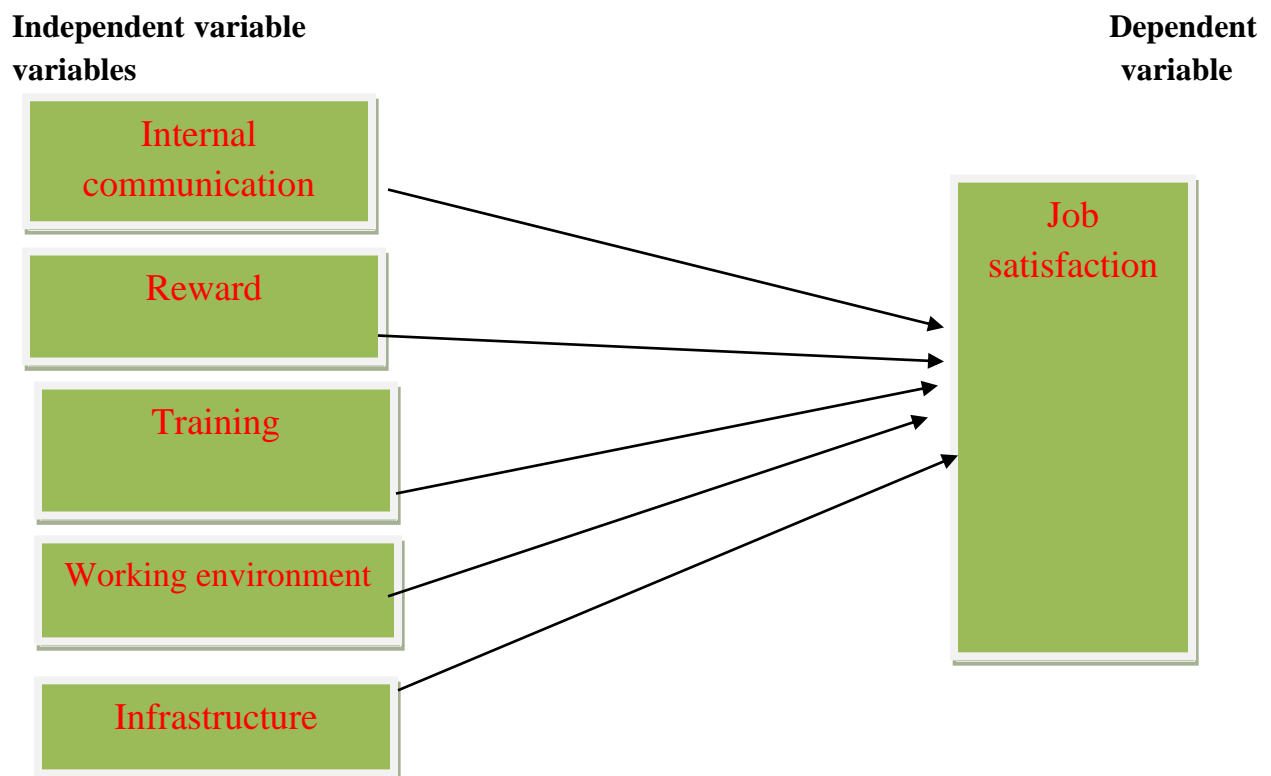 Independent variable
variables
Dependent
variable
Internal
communication
Reward
Training
Working environment
Infrastructure
Job
satisfaction